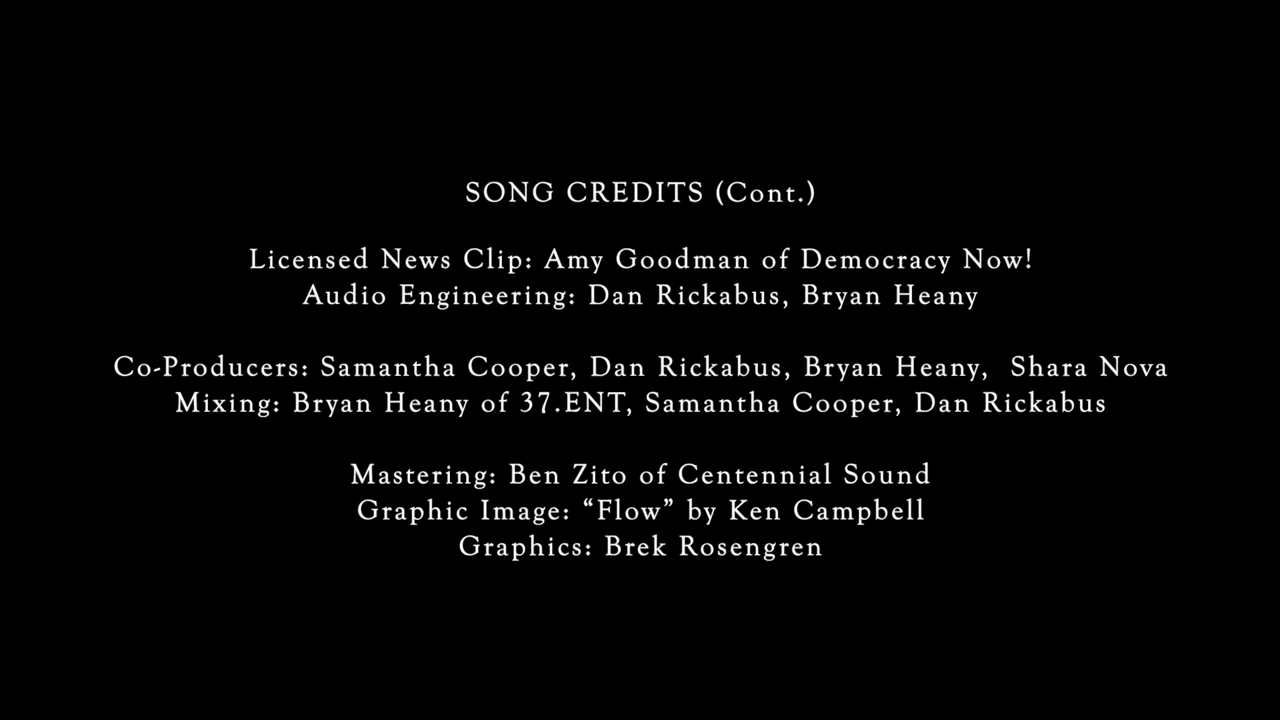 SONG CREDITS (Cont.)
Licensed News Clip: Amy Goodman of Democracy Now!
Audio Engineering: Dan Rickabus, Bryan Heany
Co-Producers: Samantha Cooper, Dan Rickabus, Bryan Heany,  Shara Nova
Mixing: Bryan Heany of 37.ENT, Samantha Cooper, Dan Rickabus
Mastering: Ben Zito of Centennial Sound
Graphic Image: “Flow” by Ken Campbell
Graphics: Brek Rosengren